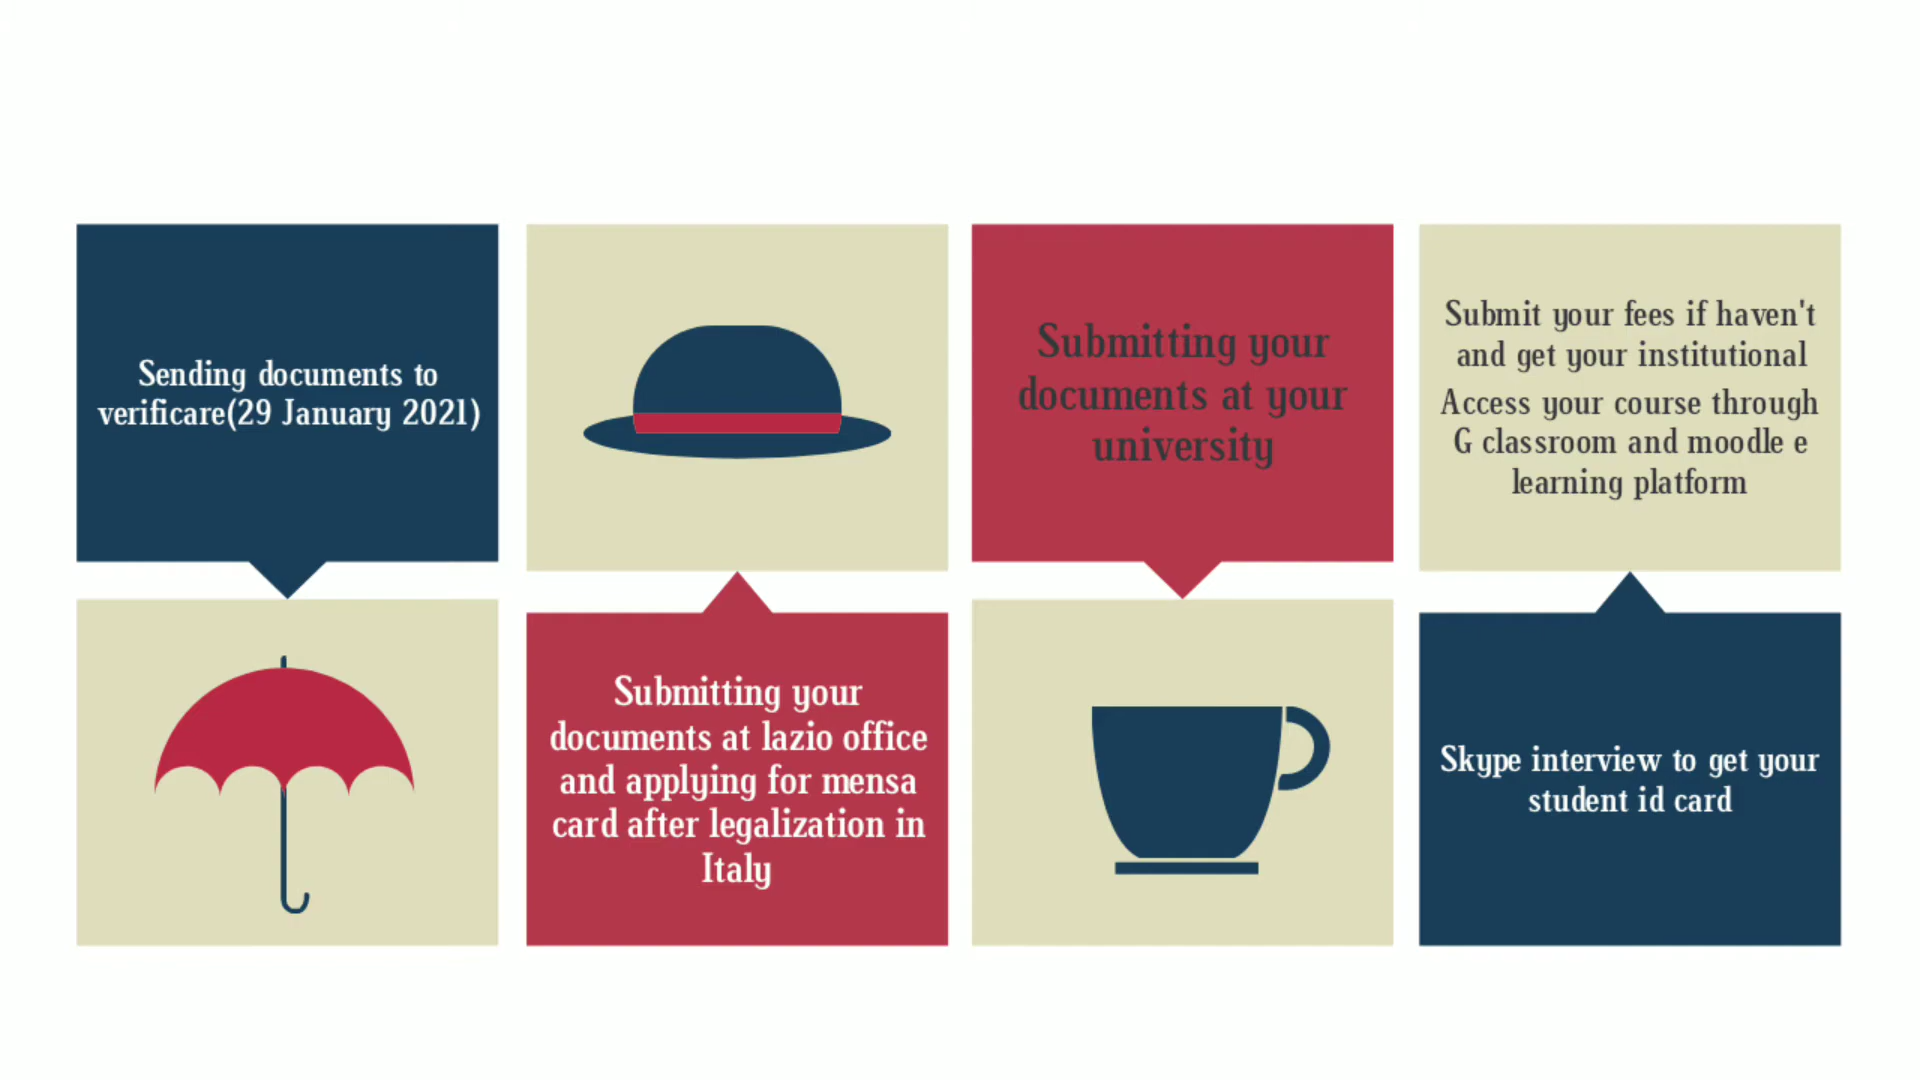 Sending documents to
verificare(29 January 2021)
Submitting your
documents at lazio office
and applying for mensa
card after legalization in
Italy
Submitting your
documents at your
university
Submit your fees if haven't
and get your institutional
Access your course through
G classroom and moodle e
learning platform
Skype interview to get your
student id card